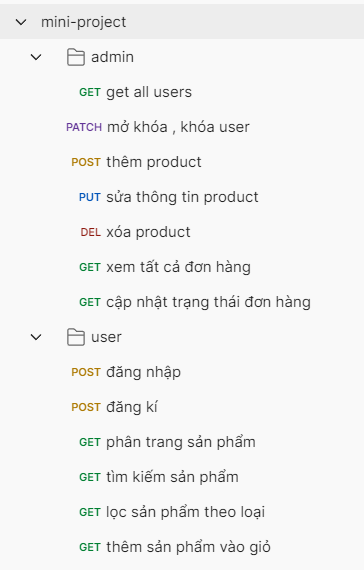 mini-project
admin
GET get all users
PATCH mở khóa , khóa user
POST thêm product
PUT sửa thông tin product
DEL xóa product
GET xem tất cả đơn hàng
GET cập nhật trạng thái đơn hàng
user
POST đăng nhập
POST đăng kí
GET phân trang sản phẩm
GET tìm kiếm sản phẩm
GET lọc sản phẩm theo loại
GET thêm sản phẩm vào giỏ